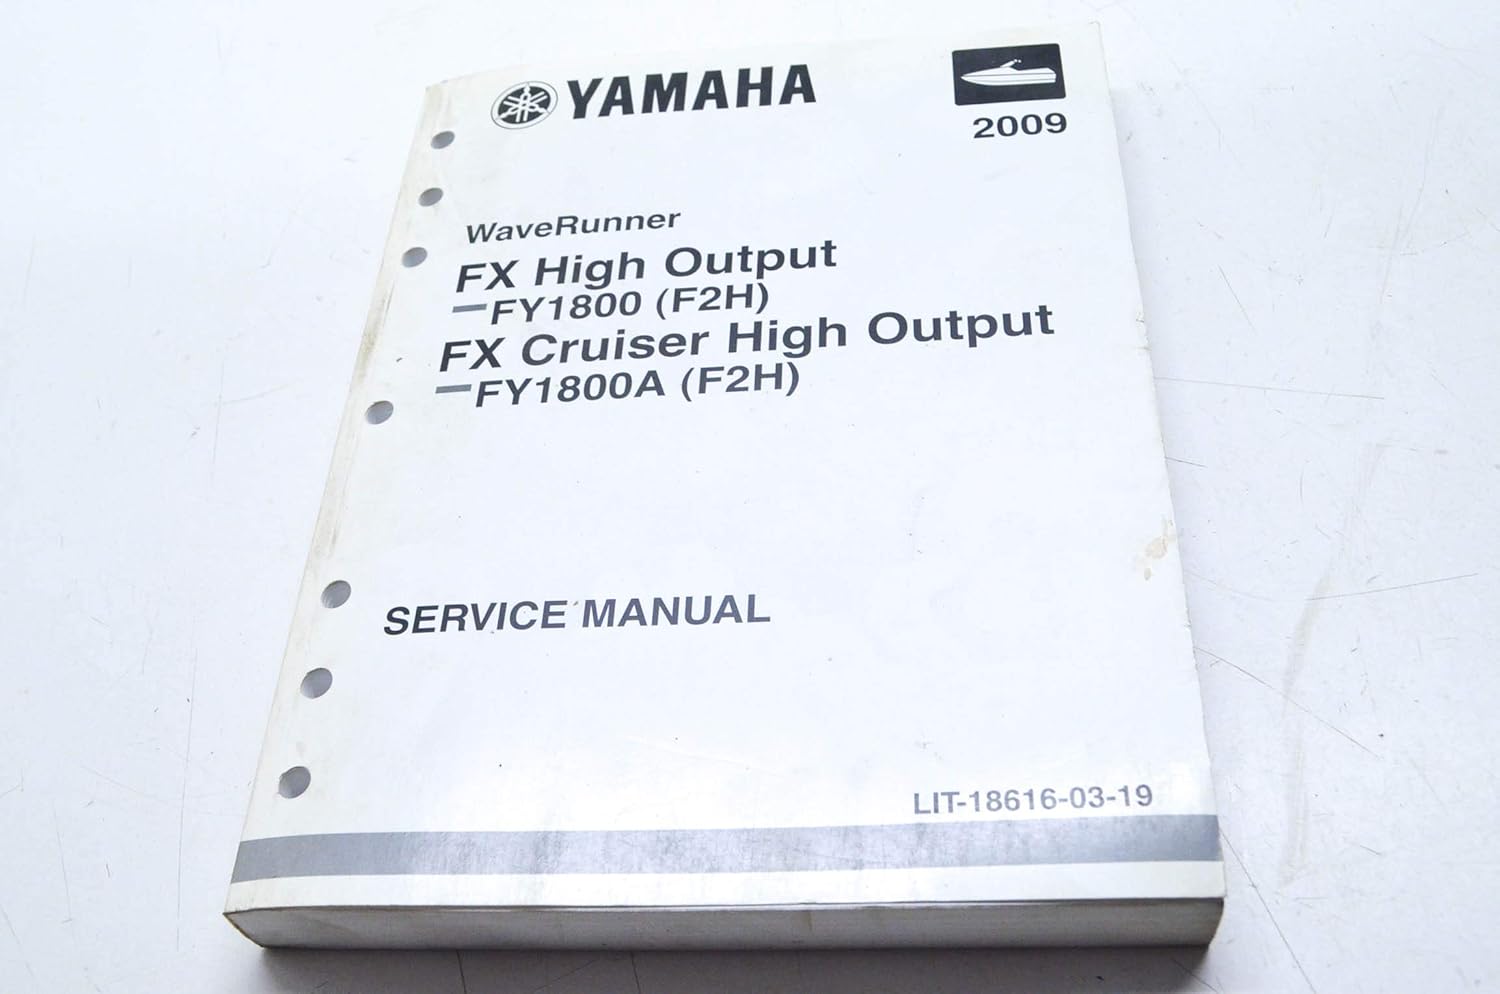 YAMAHA
2009
WaveRunner
FX High Output
—FY1800 (F2H)
FX Cruiser High Output
—FY1800A (F2H)
SERVICE MANUAL
LIT-18616-03-19